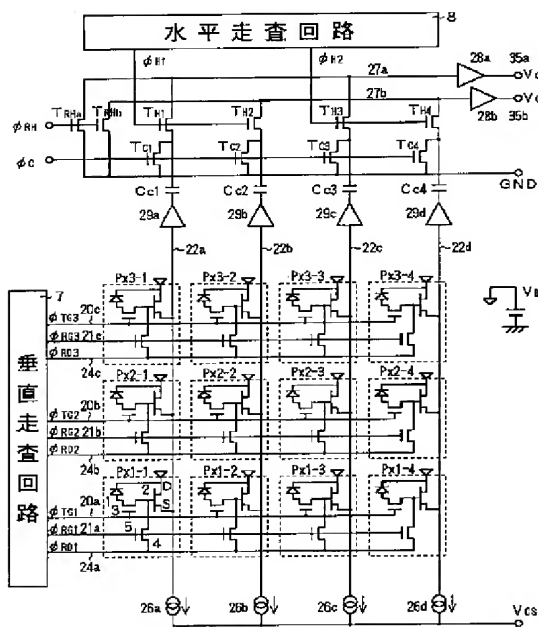 8
水平走査回路
φH1
φH2
27a
28a
35a
Vo
27b
28b
35b
Vo
TRHa
TRHb
TH1
TH2
TH3
TH4
φRH
φC
TC1
TC2
TC3
TC4
GND
Cc1
Cc2
Cc3
Cc4
29a
29b
29c
29d
22a
22b
22c
22d
7
垂直走査回路
Px3-1
Px3-2
Px3-3
Px3-4
20c
φTG3
φRG3
21c
φRD3
24c
Px2-1
Px2-2
Px2-3
Px2-4
20b
φTG2
φRG2
21b
φRD2
24b
Px1-1
Px1-2
Px1-3
Px1-4
20a
φTG1
φRG1
21a
φRD1
24a
1
2
3
4
5
D
S
26a
26b
26c
26d
VCS